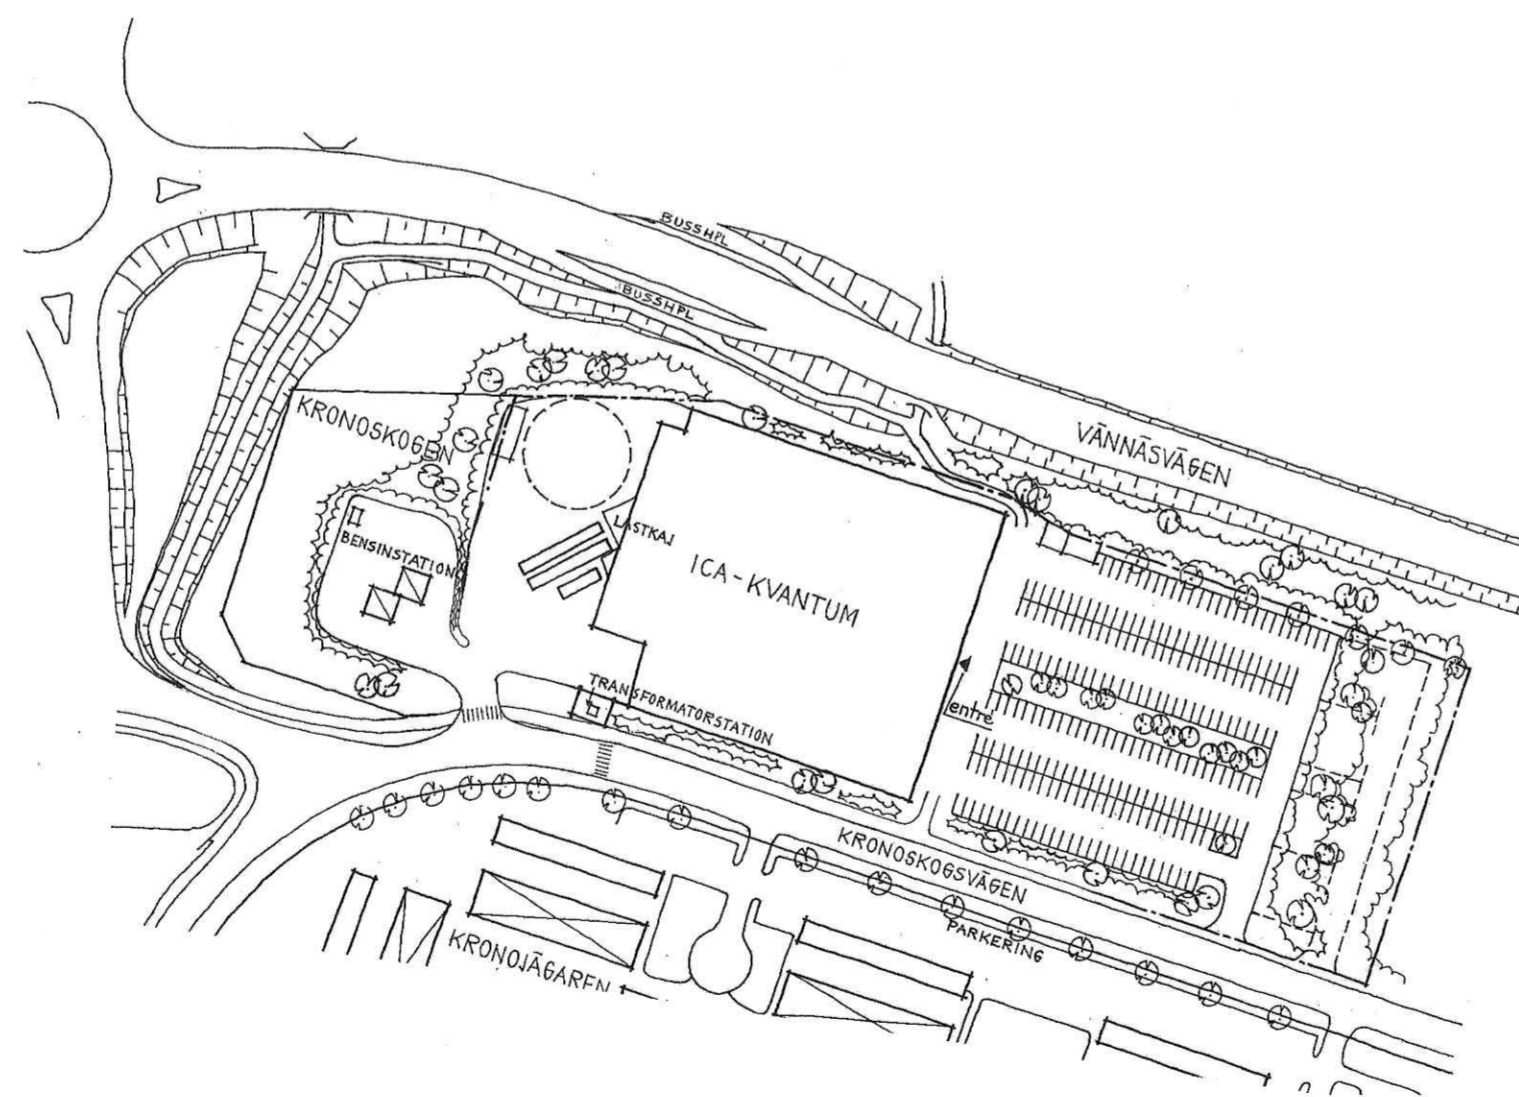 BUSSHPL
BUSSHPL
KRONOSKOGEN
VÄNNÄSVÄGEN
LASTKAJ
BENSINSTATION
ICA-KVANTUM
TRANSFORMATORSTATION
entré
KRONOSKOGSVÄGEN
PARKERING
KRONOJÄGAREN